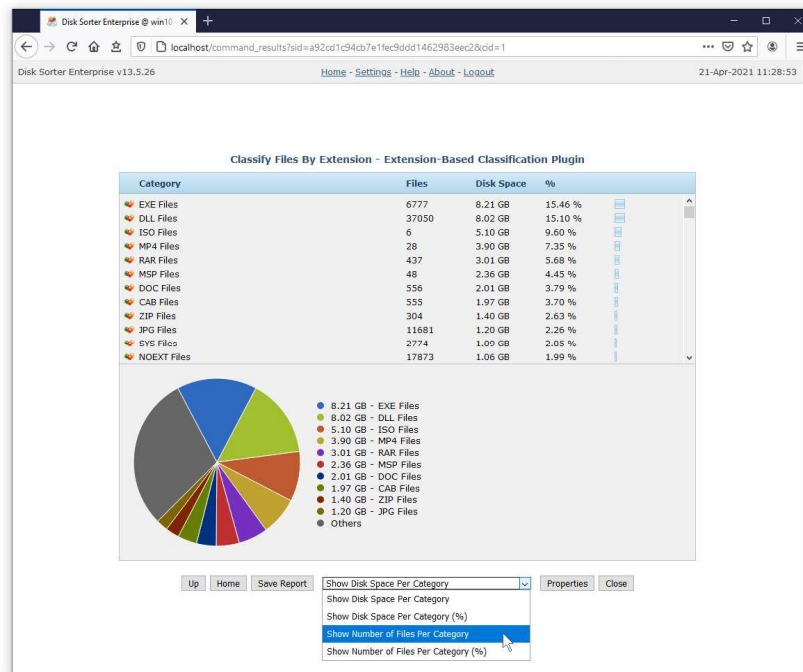 Disk Sorter Enterprise @ win10
localhost/command_results?sid=a92cd1c94cb7e1fec9ddd1462983eec2&cid=1
Disk Sorter Enterprise v13.5.26 Home - Settings - Help - About - Logout 21-Apr-2021 11:28:53
Classify Files By Extension - Extension-Based Classification Plugin
Category Files Disk Space %
EXE Files 6777 8.21 GB 15.46 %
DLL Files 37050 8.02 GB 15.10 %
ISO Files 6 5.10 GB 9.60 %
MP4 Files 28 3.90 GB 7.35 %
RAR Files 437 3.01 GB 5.68 %
MSP Files 48 2.36 GB 4.45 %
DOC Files 556 2.01 GB 3.79 %
CAB Files 555 1.97 GB 3.70 %
ZIP Files 304 1.40 GB 2.63 %
JPG Files 11681 1.20 GB 2.26 %
SYS Files 2774 1.09 GB 2.05 %
NOEXT Files 17873 1.06 GB 1.99 %
8.21 GB - EXE Files
8.02 GB - DLL Files
5.10 GB - ISO Files
3.90 GB - MP4 Files
3.01 GB - RAR Files
2.36 GB - MSP Files
2.01 GB - DOC Files
1.97 GB - CAB Files
1.40 GB - ZIP Files
1.20 GB - JPG Files
Others
Up Home Save Report Show Disk Space Per Category Properties Close
Show Disk Space Per Category
Show Disk Space Per Category (%)
Show Number of Files Per Category
Show Number of Files Per Category (%)